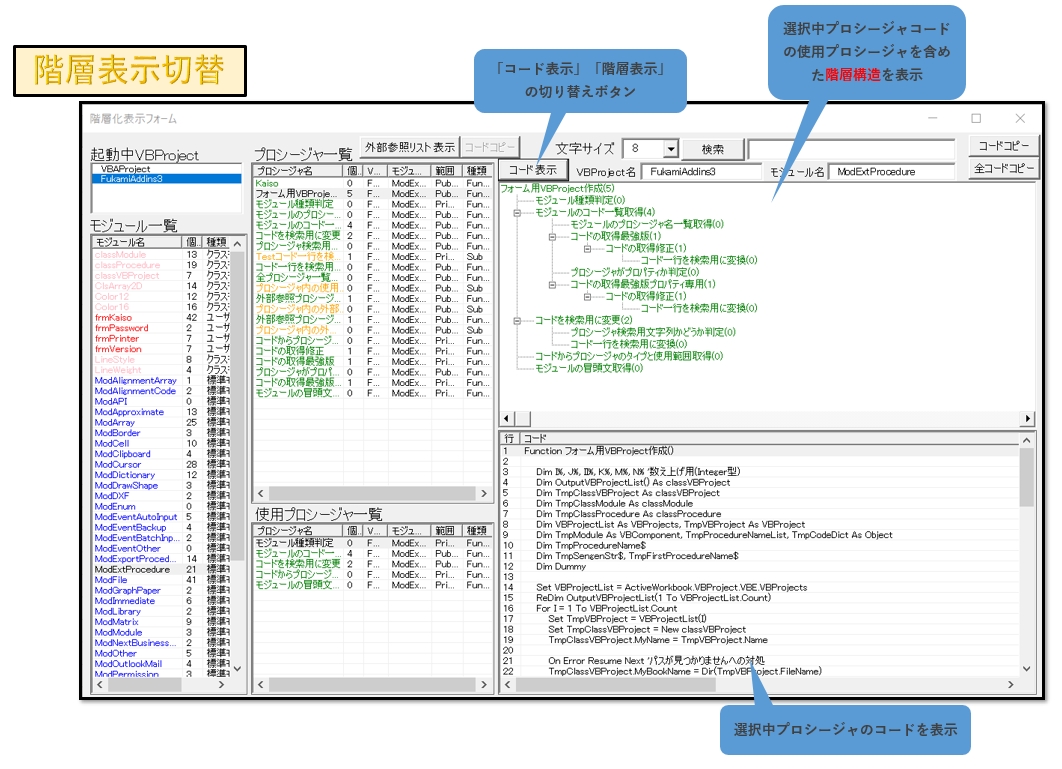 選択中プロシージャコード
の使用プロシージャを含め
た階層構造を表示
階層表示切替
「コード表示」「階層表示」
の切り替えボタン
階層化表示フォーム
起動中VBProject
VBAProject
FukamiAddins3
モジュール一覧
モジュール名 個.. 種類
classModule 13 クラス
classProcedure 19 クラス
classVBProject 7 クラス
ClsArray2D 14 クラス
Color12 12 クラス
Color16 16 クラス
frmKaiso 42 ユーザ
frmPassword 2 ユーザ
frmPrinter 7 ユーザ
frmVersion 7 ユーザ
LineStyle 8 クラス
LineWeight 4 クラス
ModAlignmentArray 1 標準モ
ModAlignmentCode 2 標準モ
ModAPI 0 標準モ
ModApproximate 13 標準モ
ModArray 25 標準モ
ModBorder 3 標準モ
ModCell 10 標準モ
ModClipboard 4 標準モ
ModCursor 28 標準モ
ModDictionary 12 標準モ
ModDrawShape 3 標準モ
ModDXF 2 標準モ
ModEnum 0 標準モ
ModEventAutoInput 5 標準モ
ModEventBackup 4 標準モ
ModEventBatchInp... 2 標準モ
ModEventOther 0 標準モ
ModExportProced... 14 標準モ
ModExtProcedure 21 標準モ
ModFile 41 標準モ
ModGraphPaper 2 標準モ
ModImmediate 6 標準モ
ModLibrary 2 標準モ
ModMatrix 9 標準モ
ModModule 3 標準モ
ModNextBusiness... 2 標準モ
ModOther 5 標準モ
ModOutlookMail 4 標準モ
ModPermission 3 標準モ
プロシージャ一覧 外部参照リスト表示 コードコピー
プロシージャ名 個.. V... モジュ... 範囲 種類
Kaiso 0 F... ModEx... Pub... Fun...
フォーム用VBProje... 5 F... ModEx... Pub... Fun...
モジュール種類判定 0 F... ModEx... Pri... Fun...
モジュールのプロシー... 0 F... ModEx... Pub... Fun...
モジュールのコード一... 4 F... ModEx... Pub... Fun...
コードを検索用に変更 2 F... ModEx... Pub... Fun...
プロシージャ検索用... 0 F... ModEx... Pub... Fun...
Testコード一行を検... 1 F... ModEx... Pri... Sub
コード一行を検索用... 0 F... ModEx... Pub... Fun...
全プロシージャ一覧... 0 F... ModEx... Pub... Fun...
プロシージャ内の使用... 0 F... ModEx... Pub... Sub
外部参照プロシージ... 1 F... ModEx... Pub... Fun...
プロシージャ内の外部... 0 F... ModEx... Pub... Sub
外部参照プロシージ... 1 F... ModEx... Pub... Fun...
プロシージャ内の外... 0 F... ModEx... Pub... Sub
コードからプロシージ... 0 F... ModEx... Pri... Fun...
コードの取得修正 1 F... ModEx... Pri... Fun...
コードの取得最強版 1 F... ModEx... Pri... Fun...
プロシージャがプロパ... 0 F... ModEx... Pub... Fun...
コードの取得最強版... 1 F... ModEx... Pri... Fun...
モジュールの冒頭文... 0 F... ModEx... Pri... Fun...
使用プロシージャ一覧
プロシージャ名 個.. V... モジュ... 範囲 種類
モジュール種類判定 0 F... ModEx... Pri... Fun...
モジュールのコード一... 4 F... ModEx... Pub... Fun...
コードを検索用に変更 2 F... ModEx... Pub... Fun...
コードからプロシージ... 0 F... ModEx... Pri... Fun...
モジュールの冒頭文... 0 F... ModEx... Pri... Fun...
文字サイズ 8 検索 コードコピー
コード表示 VBProject名 FukamiAddins3 モジュール名 ModExtProcedure 全コードコピー
フォーム用VBProject作成(5)
モジュール種類判定(0)
モジュールのコード一覧取得(4)
モジュールのプロシージャ名一覧取得(0)
コードの取得最強版(1)
コードの取得修正(1)
コード一行を検索用に変換(0)
プロシージャがプロパティか判定(0)
コードの取得最強版プロパティ専用(1)
コードの取得修正(1)
コード一行を検索用に変換(0)
コードを検索用に変更(2)
プロシージャ検索用文字列かどうか判定(0)
コード一行を検索用に変換(0)
コードからプロシージャのタイプと使用範囲取得(0)
モジュールの冒頭文取得(0)
行 コード
1 Function フォーム用VBProject作成()
2
3 Dim I%, J%, II%, K%, M%, N% '数え上げ用(Integer型)
4 Dim OutputVBProjectList() As classVBProject
5 Dim TmpClassVBProject As classVBProject
6 Dim TmpClassModule As classModule
7 Dim TmpClassProcedure As classProcedure
8 Dim VBProjectList As VBProjects, TmpVBProject As VBProject
9 Dim TmpModule As VBComponent, TmpProcedureNameList, TmpCodeDict As Object
10 Dim TmpProcedureName$
11 Dim TmpSengenStr$, TmpFirstProcedureName$
12 Dim Dummy
13
14 Set VBProjectList = ActiveWorkbook.VBProject.VBE.VBProjects
15 ReDim OutputVBProjectList(1 To VBProjectList.Count)
16 For I = 1 To VBProjectList.Count
17 Set TmpVBProject = VBProjectList(I)
18 Set TmpClassVBProject = New classVBProject
19 TmpClassVBProject.MyName = TmpVBProject.Name
20
21 On Error Resume Next 'パスが見つかりませんへの対処
22 TmpClassVBProject.MyBookName = Dir(TmpVBProject.FileName)
選択中プロシージャのコードを表示